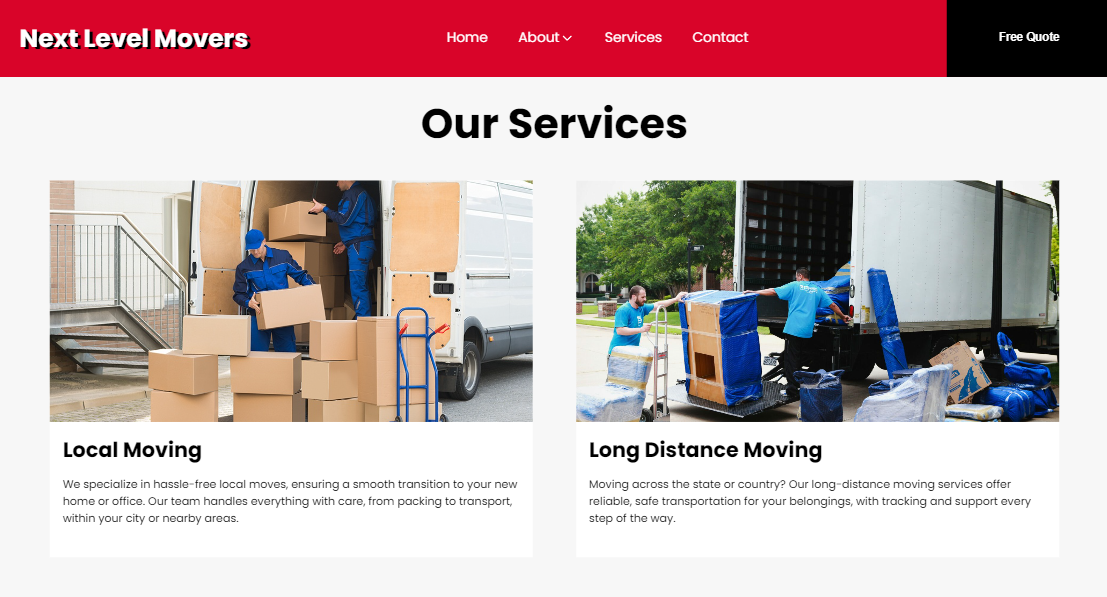 Next Level Movers
Home About Services Contact
Free Quote
Our Services
Local Moving
We specialize in hassle-free local moves, ensuring a smooth transition to your new
home or office. Our team handles everything with care, from packing to transport,
within your city or nearby areas.
Long Distance Moving
Moving across the state or country? Our long-distance moving services offer
reliable, safe transportation for your belongings, with tracking and support every
step of the way.